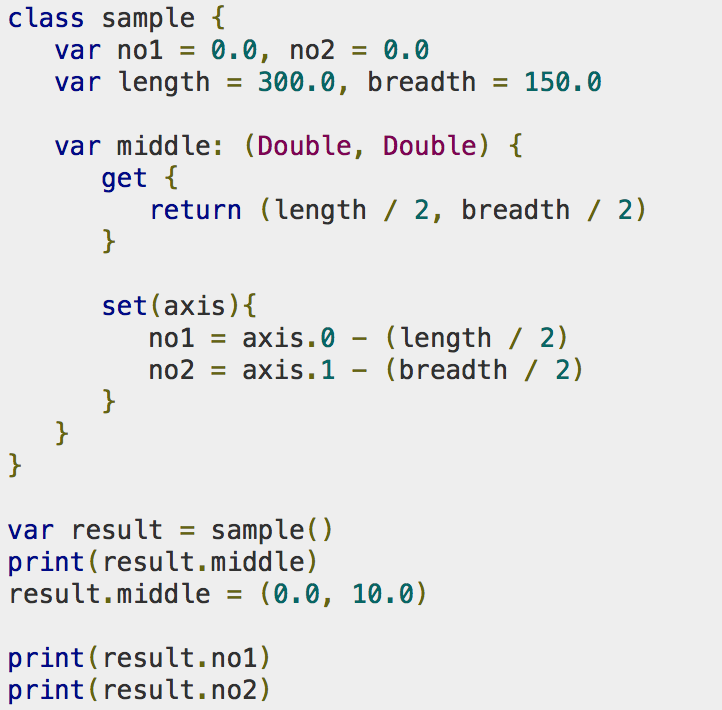 class sample {
   var no1 = 0.0, no2 = 0.0
   var length = 300.0, breadth = 150.0
   var middle: (Double, Double) {
      get {
         return (length / 2, breadth / 2)
      }
      set(axis){
         no1 = axis.0 - (length / 2)
         no2 = axis.1 - (breadth / 2)
      }
   }
}
var result = sample()
print(result.middle)
result.middle = (0.0, 10.0)
print(result.no1)
print(result.no2)